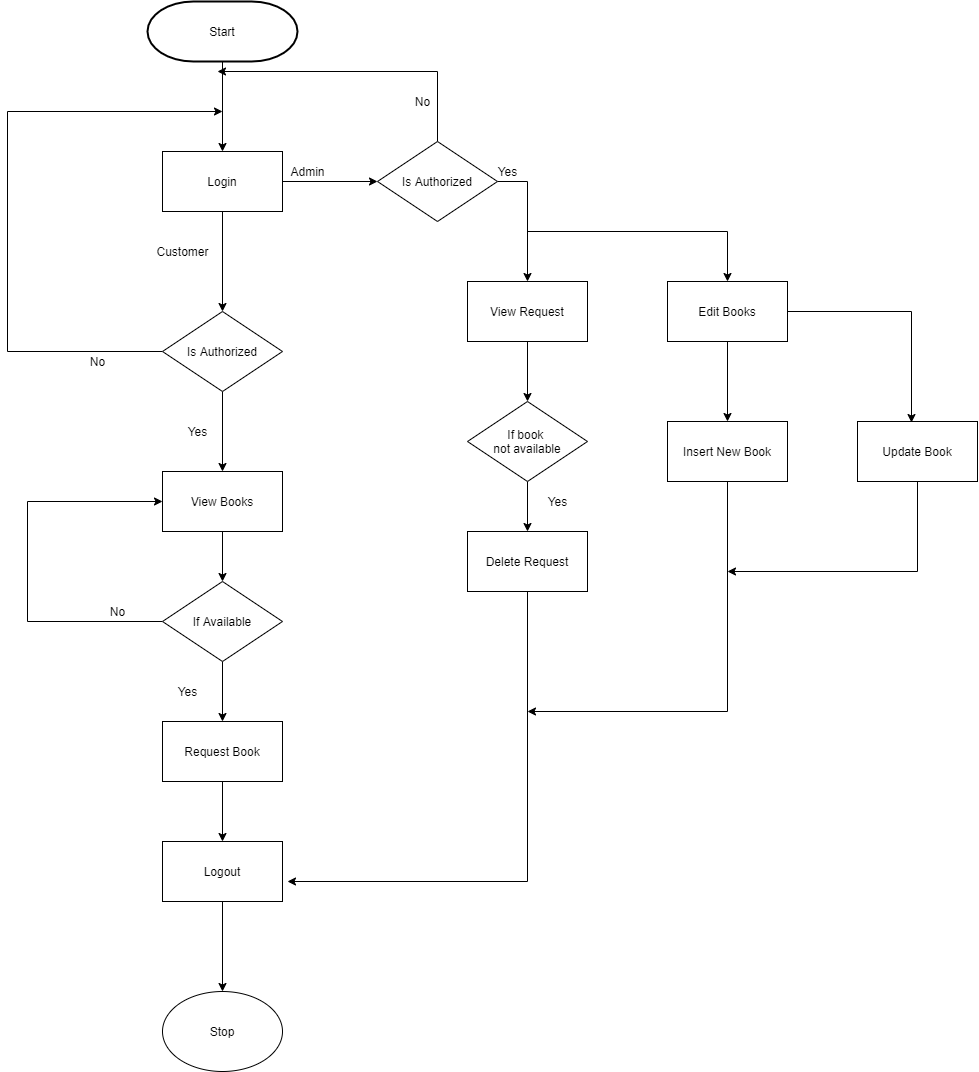 Start
No
Login
Admin
Is Authorized
Yes
Customer
View Request
Edit Books
Is Authorized
No
Yes
If book
not available
Insert New Book
Update Book
View Books
Yes
Delete Request
No
If Available
Yes
Request Book
Logout
Stop